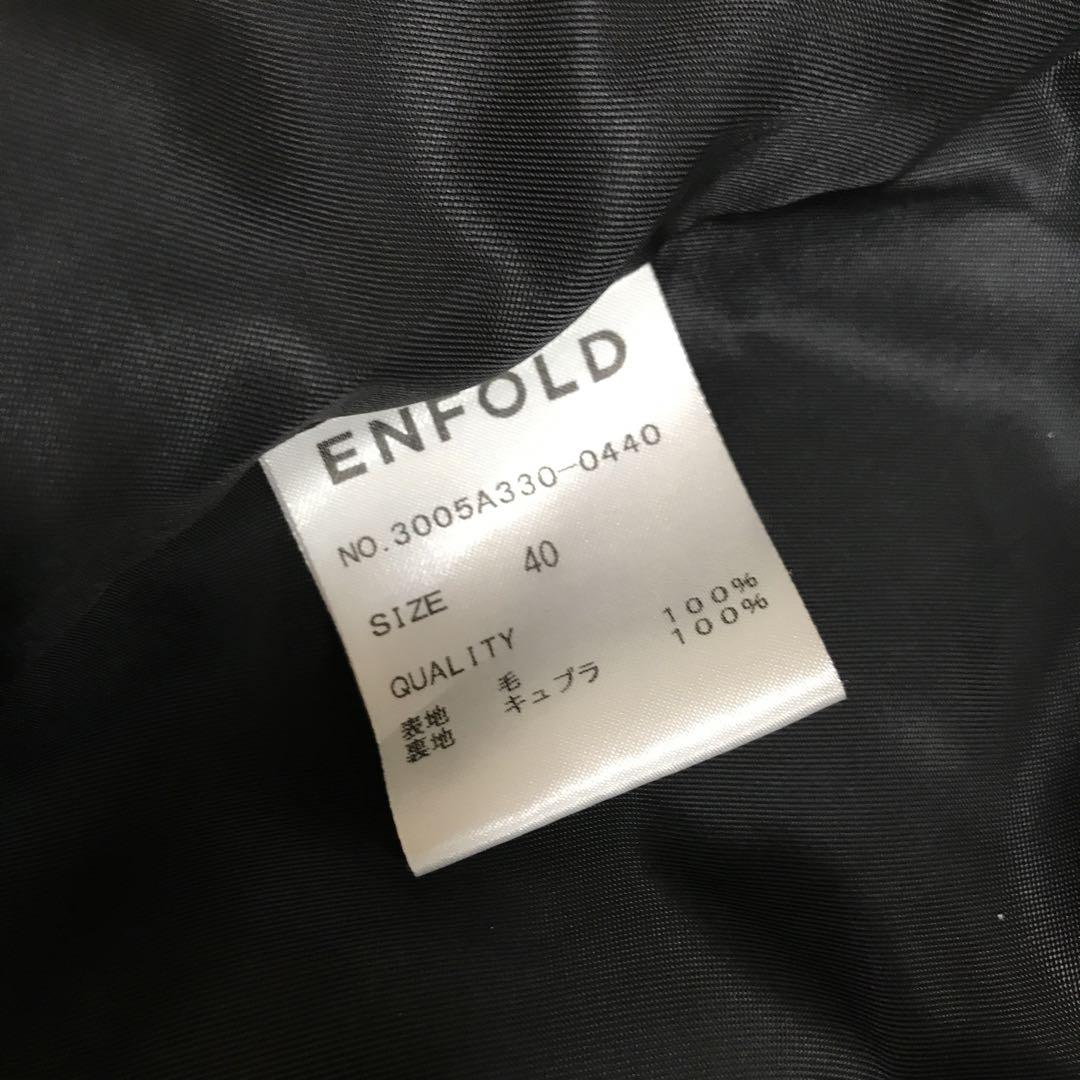 ENFOLD
NO.3005A330-0440
SIZE 40
QUALITY
表地 毛 100%
裏地 キュプラ 100%